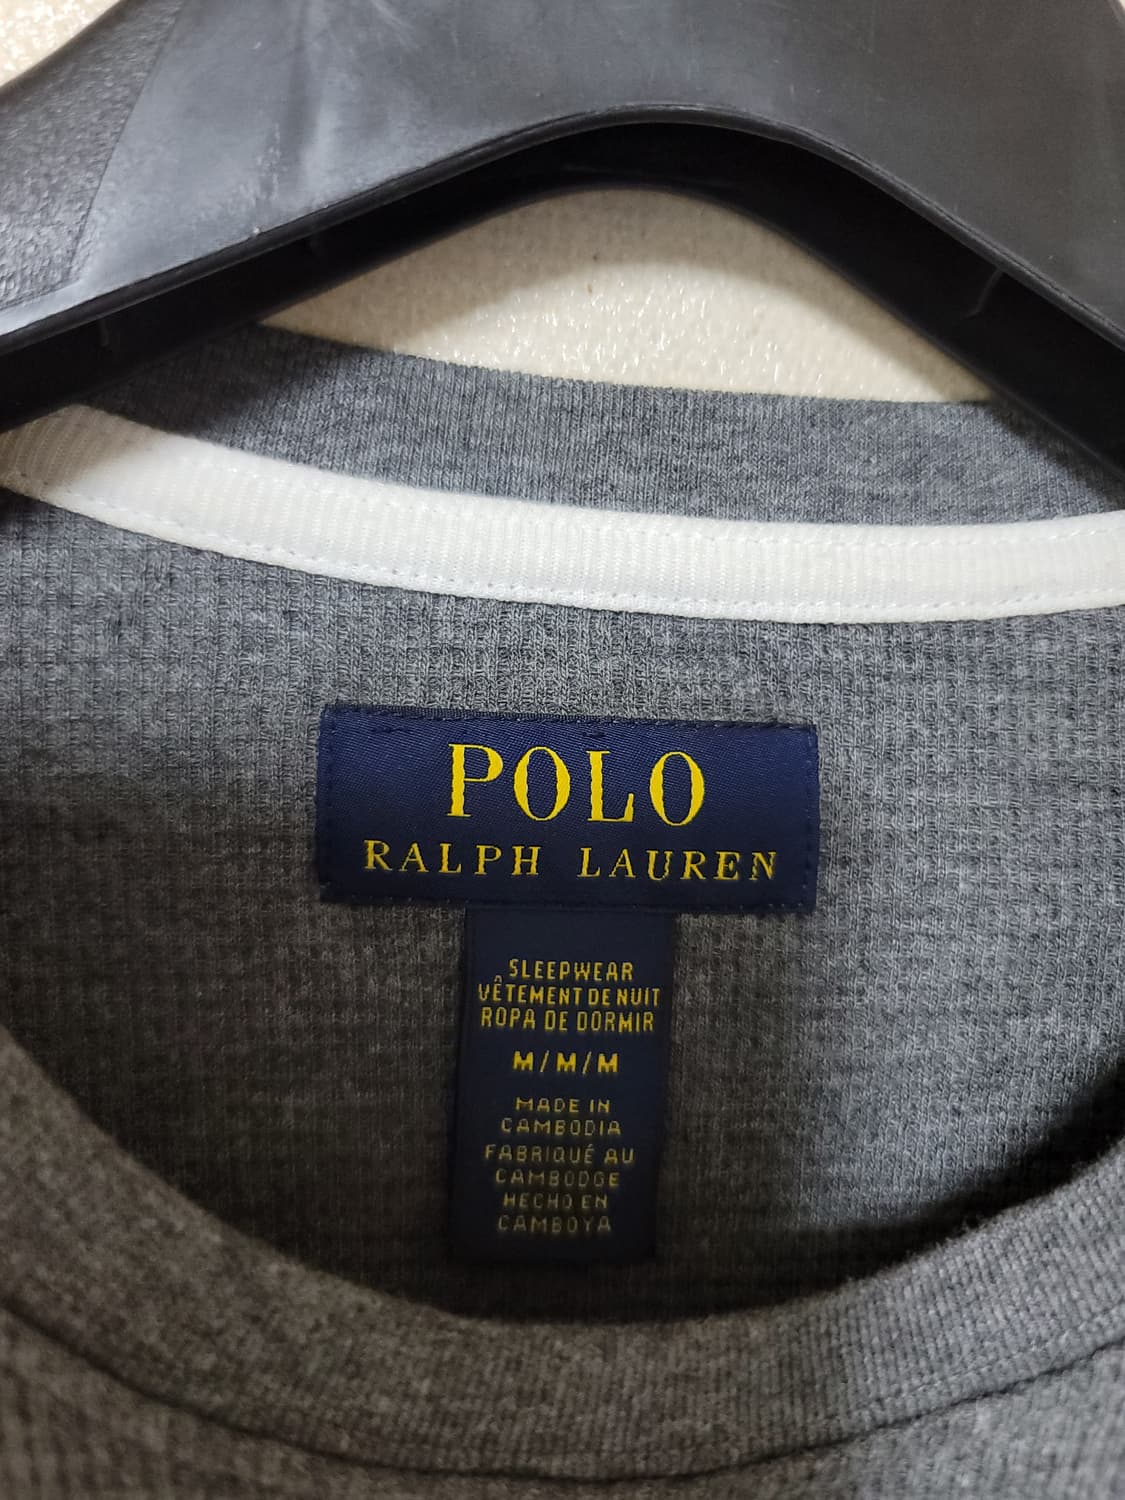 POLO
RALPH LAUREN
SLEEPWEAR
VÊTEMENT DE NUIT
ROPA DE DORMIR
M/M/M
MADE IN
CAMBODIA
FABRIQUÉ AU
CAMBODGE
HECHO EN
CAMBOYA